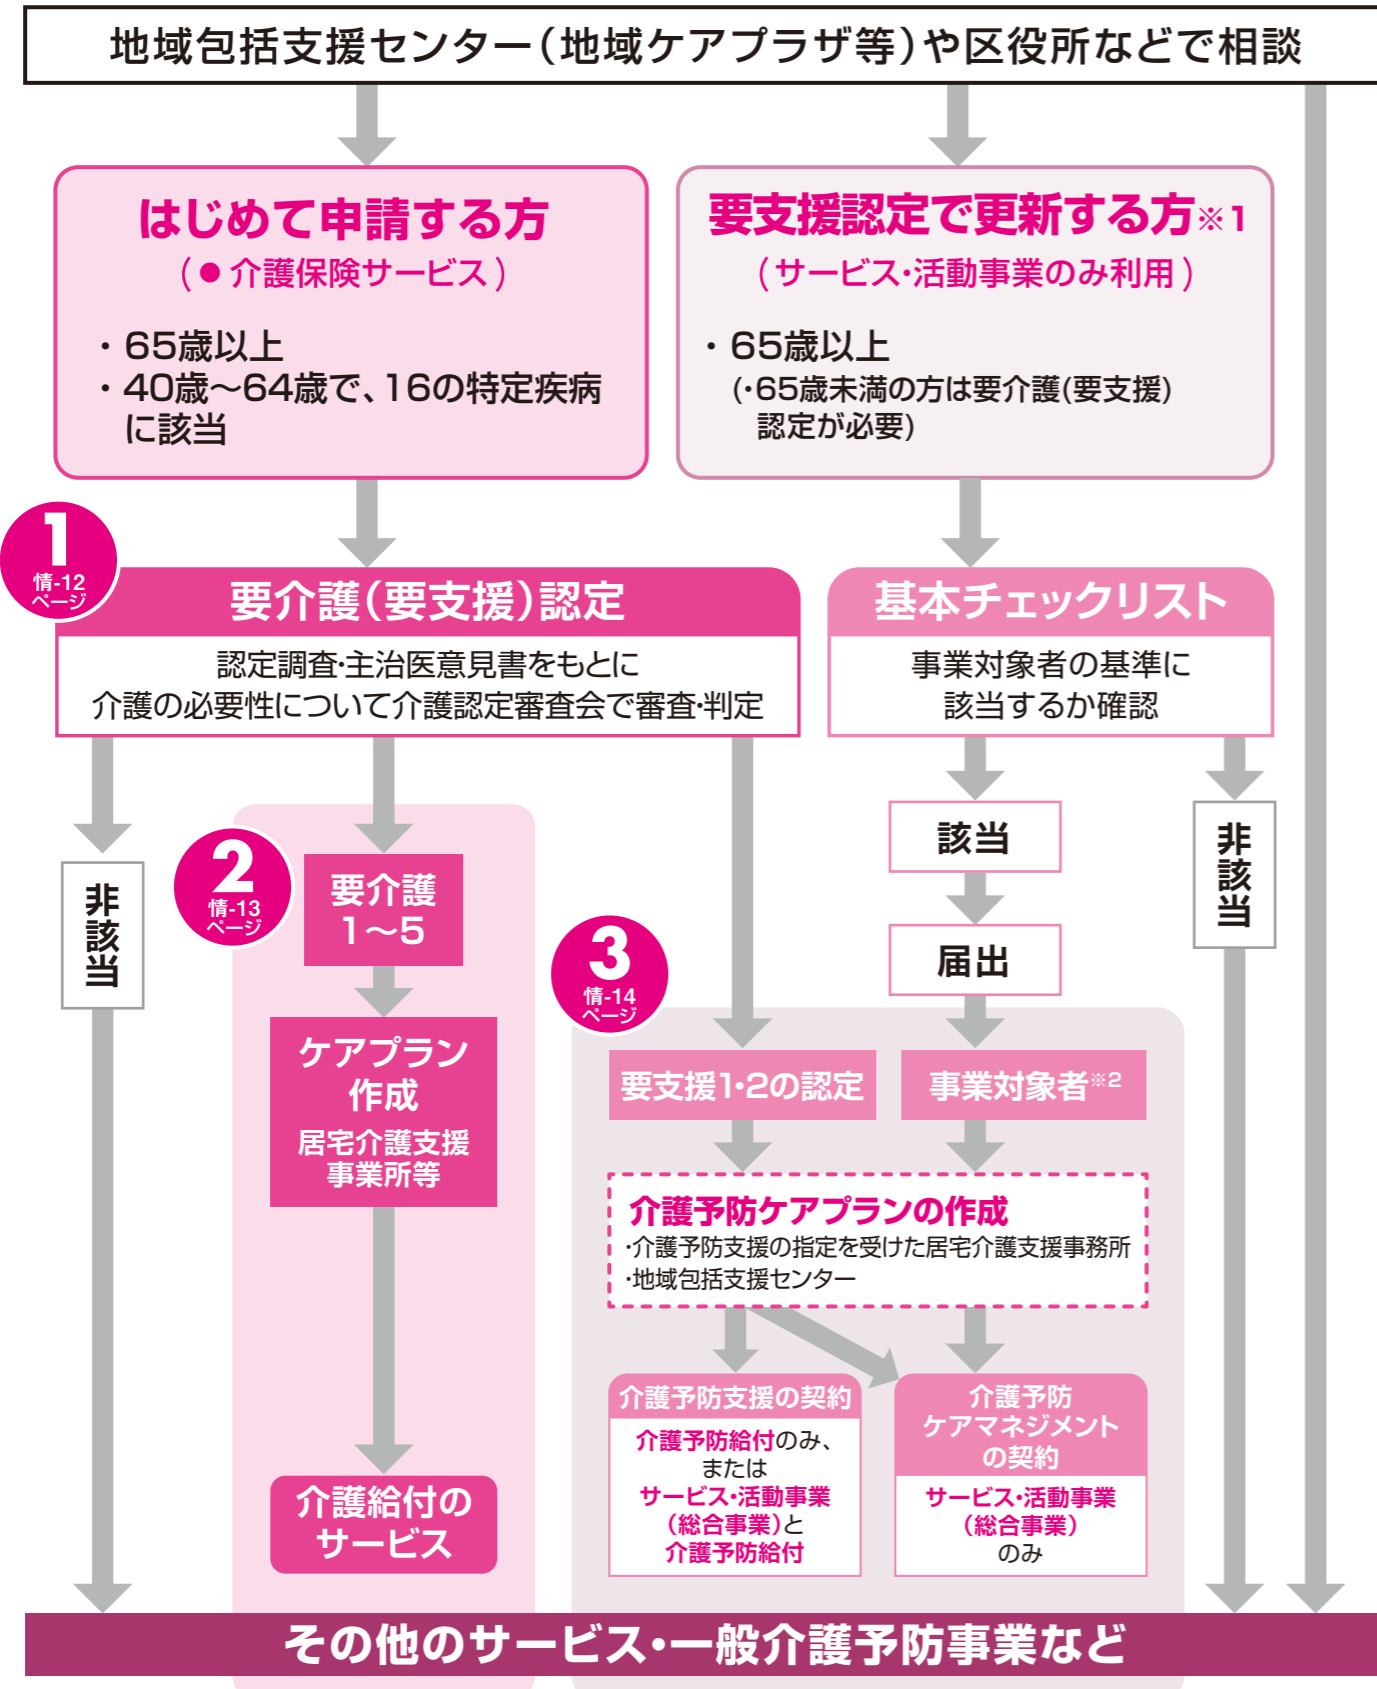 地域包括支援センター(地域ケアプラザ等)や区役所などで相談
はじめて申請する方
(●介護保険サービス)
・65歳以上
・40歳～64歳で、16の特定疾病
に該当
要支援認定で更新する方※1
(サービス・活動事業のみ利用)
・65歳以上
(・65歳未満の方は要介護(要支援)
認定が必要)
1
情-12
ページ
要介護(要支援)認定
認定調査・主治医意見書をもとに
介護の必要性について介護認定審査会で審査・判定
基本チェックリスト
事業対象者の基準に
該当するか確認
非該当
2
情-13
ページ
要介護
1～5
ケアプラン
作成
居宅介護支援
事業所等
介護給付の
サービス
該当
届出
非該当
3
情-14
ページ
要支援1・2の認定
事業対象者※2
介護予防ケアプランの作成
・介護予防支援の指定を受けた居宅介護支援事務所
・地域包括支援センター
介護予防支援の契約
介護予防給付のみ、
または
サービス・活動事業
(総合事業)と
介護予防給付
介護予防
ケアマネジメント
の契約
サービス・活動事業
(総合事業)
のみ
その他のサービス・一般介護予防事業など